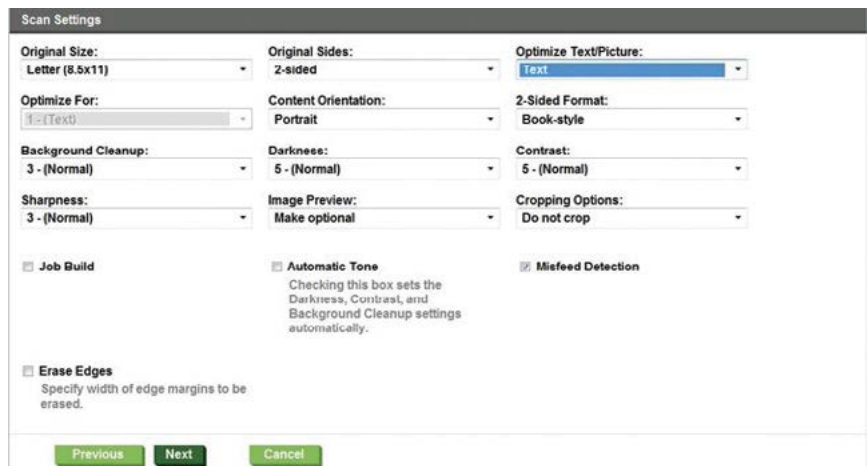 Scan Settings
Original Size: Original Sides: Optimize Text/Picture:
Letter (8.5x11) 2-sided Text
Optimize For: Content Orientation: 2-Sided Format:
1 - (Text) Portrait Book-style
Background Cleanup: Darkness: Contrast:
3 - (Normal) 5 - (Normal) 5 - (Normal)
Sharpness: Image Preview: Cropping Options:
3 - (Normal) Make optional Do not crop
Job Build Automatic Tone Misfeed Detection
Checking this box sets the
Darkness, Contrast, and
Background Cleanup settings
automatically.
Erase Edges
Specify width of edge margins to be
erased.
Previous Next Cancel